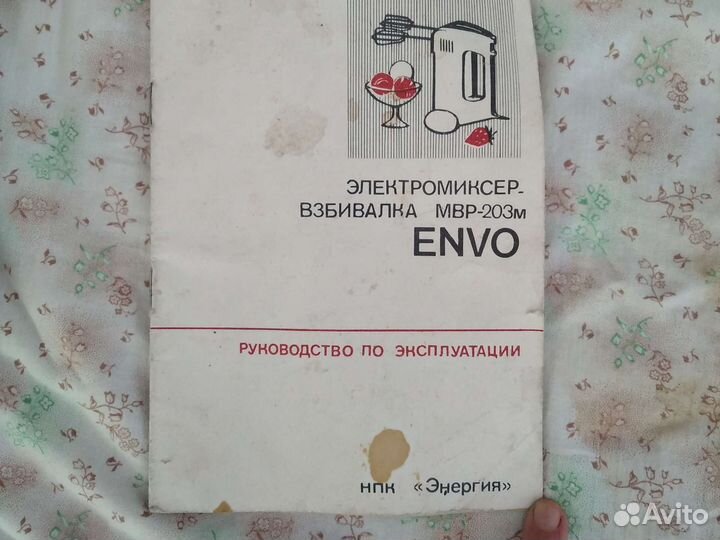 ЭЛЕКТРОМИКСЕР-
ВЗБИВАЛКА МВР-203м
ENVO
РУКОВОДСТВО ПО ЭКСПЛУАТАЦИИ
НПК «Энергия»
Avito